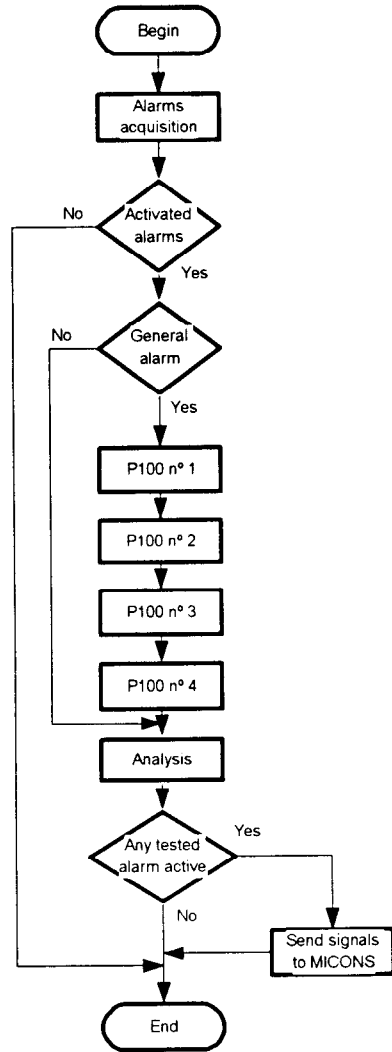 Begin
Alarms
acquisition
No
Activated
alarms
Yes
No
General
alarm
Yes
P100 nº 1
P100 nº 2
P100 nº 3
P100 nº 4
Analysis
Any tested
alarm active
Yes
No
Send signals
to MICONS
End